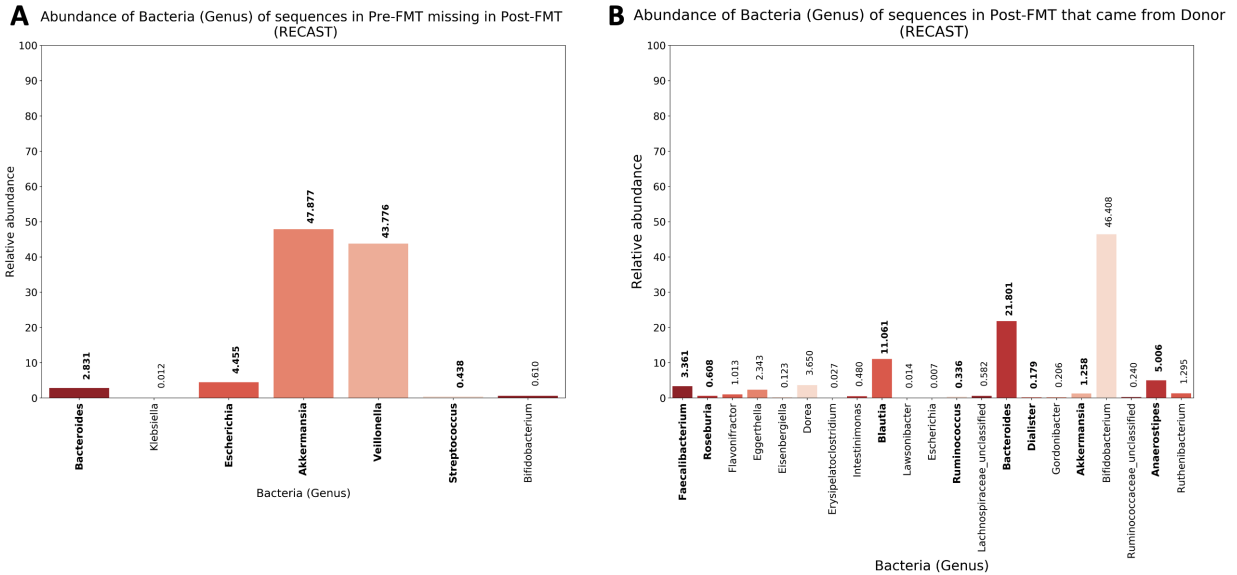 A
Abundance of Bacteria (Genus) of sequences in Pre-FMT missing in Post-FMT
(RECAST)
Relative abundance
100
90
80
70
60
50
40
30
20
10
0
2.831
0.012
4.455
47.877
43.776
0.438
0.610
Bacteroides
Klebsiella
Escherichia
Akkermansia
Veillonella
Streptococcus
Bifidobacterium
Bacteria (Genus)
B
Abundance of Bacteria (Genus) of sequences in Post-FMT that came from Donor
(RECAST)
Relative abundance
100
90
80
70
60
50
40
30
20
10
0
3.361
0.608
1.013
2.343
0.123
3.650
0.027
0.480
11.061
0.014
0.007
0.336
0.582
21.801
0.179
0.206
1.258
46.408
0.240
5.006
1.295
Faecalibacterium
Roseburia
Flavonifractor
Eggerthella
Eisenbergiella
Dorea
Erysipelatoclostridium
Intestinimonas
Blautia
Lawsonibacter
Escherichia
Ruminococcus
Lachnospiraceae_unclassified
Bacteroides
Dialister
Gordonibacter
Akkermansia
Bifidobacterium
Ruminococcaceae_unclassified
Anaerostipes
Ruthenibacterium
Bacteria (Genus)